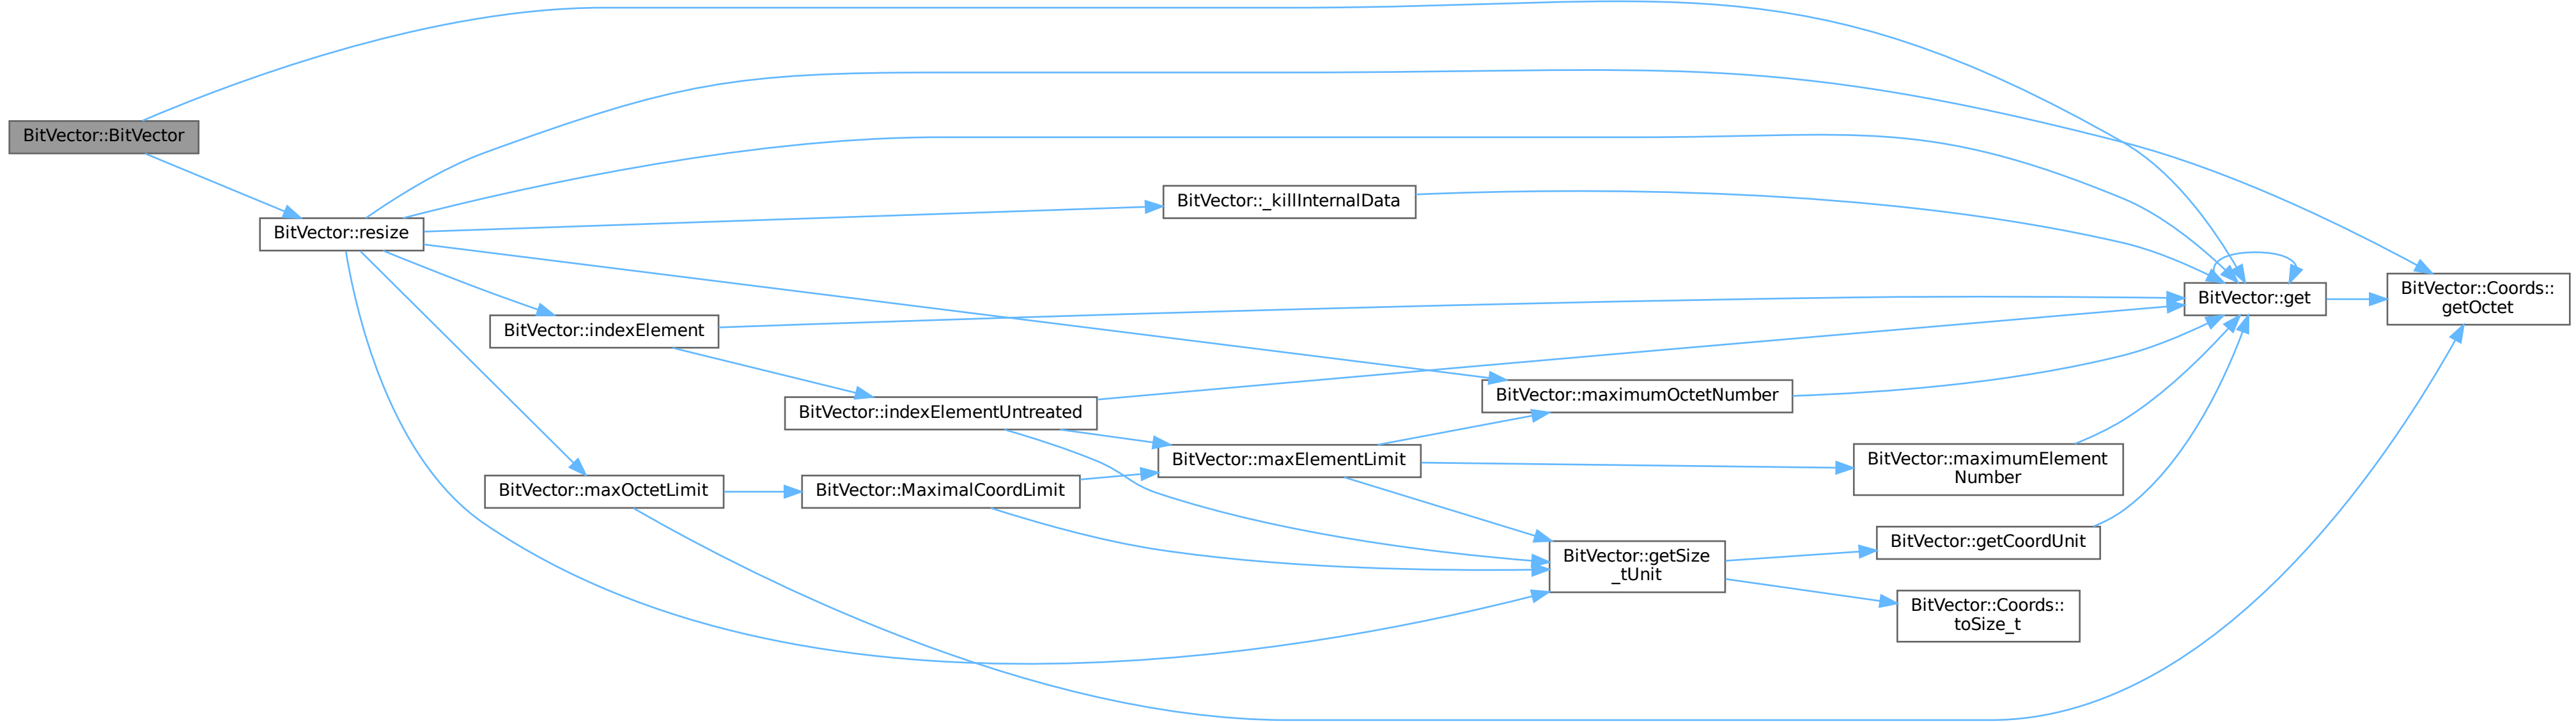 BitVector::BitVector
BitVector::resize
BitVector::indexElement
BitVector::maxOctetLimit
BitVector::indexElementUntreated
BitVector::MaximalCoordLimit
BitVector::_killInternalData
BitVector::maxElementLimit
BitVector::maximumOctetNumber
BitVector::getSize
_tUnit
BitVector::maximumElement
Number
BitVector::getCoordUnit
BitVector::Coords::
toSize_t
BitVector::get
BitVector::Coords::
getOctet